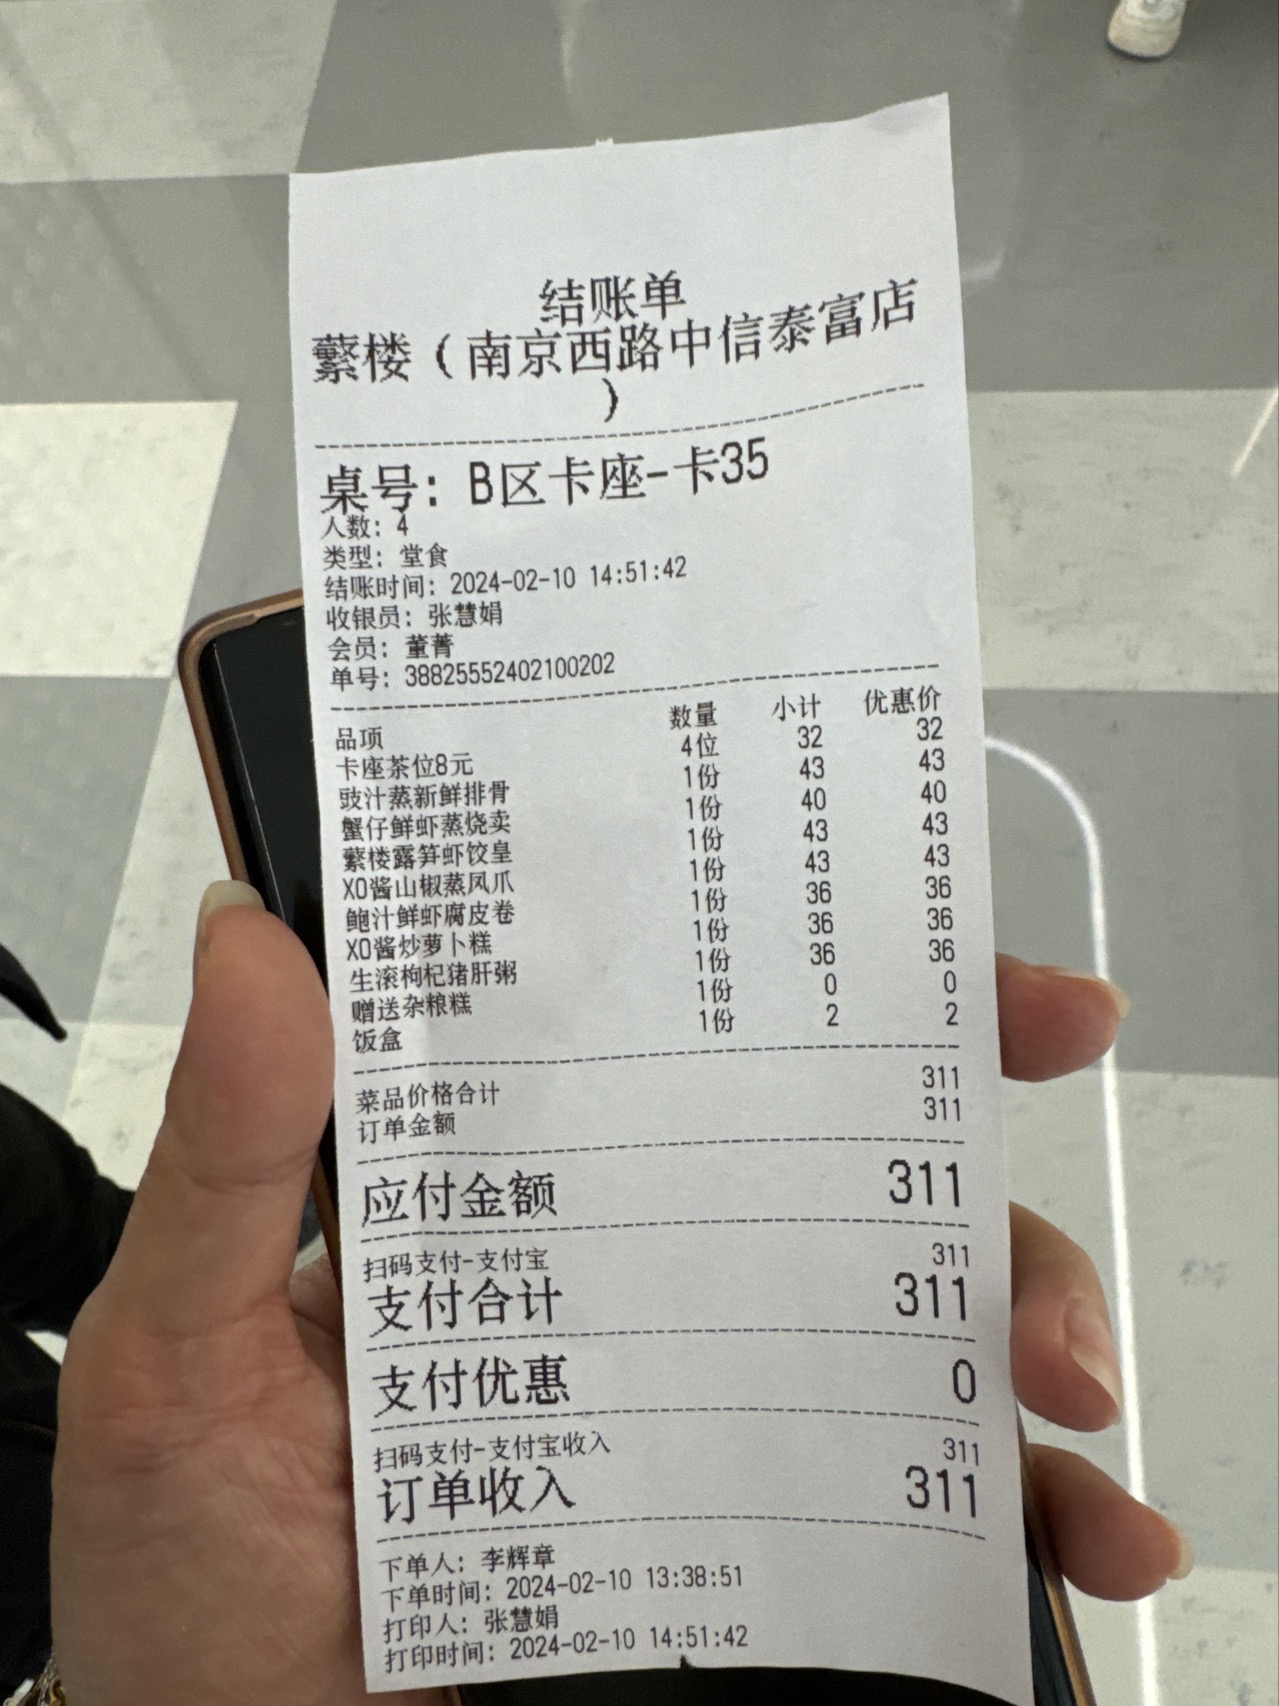 结账单
蘩楼（南京西路中信泰富店
）
桌号：B区卡座-卡35
人数：4
类型：堂食
结账时间：2024-02-10 14:51:42
收银员：张慧娟
会员：董菁
单号：38825552402100202
品项 数量 小计 优惠价
卡座茶位8元 4位 32 32
豉汁蒸新鲜排骨 1份 43 43
蟹仔鲜虾蒸烧卖 1份 40 40
蘩楼露笋虾饺皇 1份 43 43
XO酱山椒蒸凤爪 1份 43 43
鲍汁鲜虾腐皮卷 1份 36 36
XO酱炒萝卜糕 1份 36 36
生滚枸杞猪肝粥 1份 36 36
赠送杂粮糕 1份 0 0
饭盒 1份 2 2
菜品价格合计 311
订单金额 311
应付金额 311
扫码支付-支付宝 311
支付合计 311
支付优惠 0
扫码支付-支付宝收入 311
订单收入 311
下单人：李辉章
下单时间：2024-02-10 13:38:51
打印人：张慧娟
打印时间：2024-02-10 14:51:42